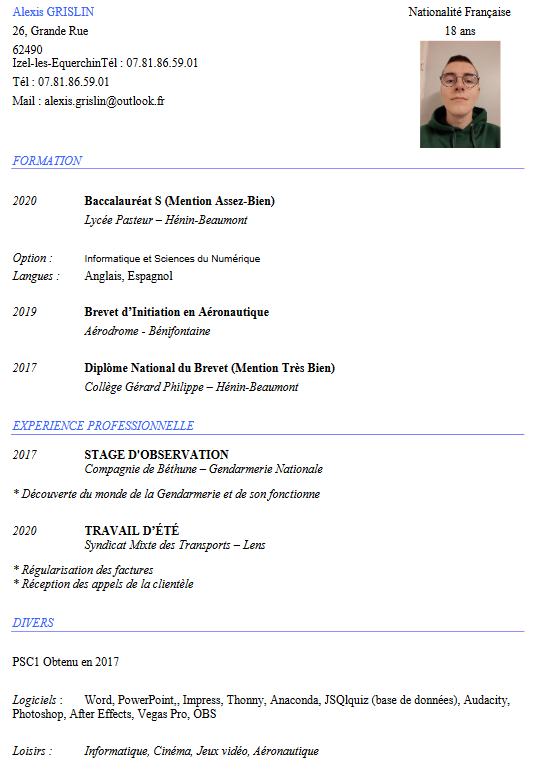 Alexis GRISLIN
Nationalité Française
26, Grande Rue
18 ans
62490
Izel-les-EquerchinTél : 07.81.86.59.01
Tél : 07.81.86.59.01
Mail : alexis.grislin@outlook.fr
FORMATION
2020 Baccalauréat S (Mention Assez-Bien)
Lycée Pasteur – Hénin-Beaumont
Option : Informatique et Sciences du Numérique
Langues : Anglais, Espagnol
2019 Brevet d’Initiation en Aéronautique
Aérodrome - Bénifontaine
2017 Diplôme National du Brevet (Mention Très Bien)
Collège Gérard Philippe – Hénin-Beaumont
EXPERIENCE PROFESSIONNELLE
2017 STAGE D'OBSERVATION
Compagnie de Béthune – Gendarmerie Nationale
* Découverte du monde de la Gendarmerie et de son fonctionne
2020 TRAVAIL D’ÉTÉ
Syndicat Mixte des Transports – Lens
* Régularisation des factures
* Réception des appels de la clientèle
DIVERS
PSC1 Obtenu en 2017
Logiciels : Word, PowerPoint,, Impress, Thonny, Anaconda, JSQlquiz (base de données), Audacity,
Photoshop, After Effects, Vegas Pro, OBS
Loisirs : Informatique, Cinéma, Jeux vidéo, Aéronautique